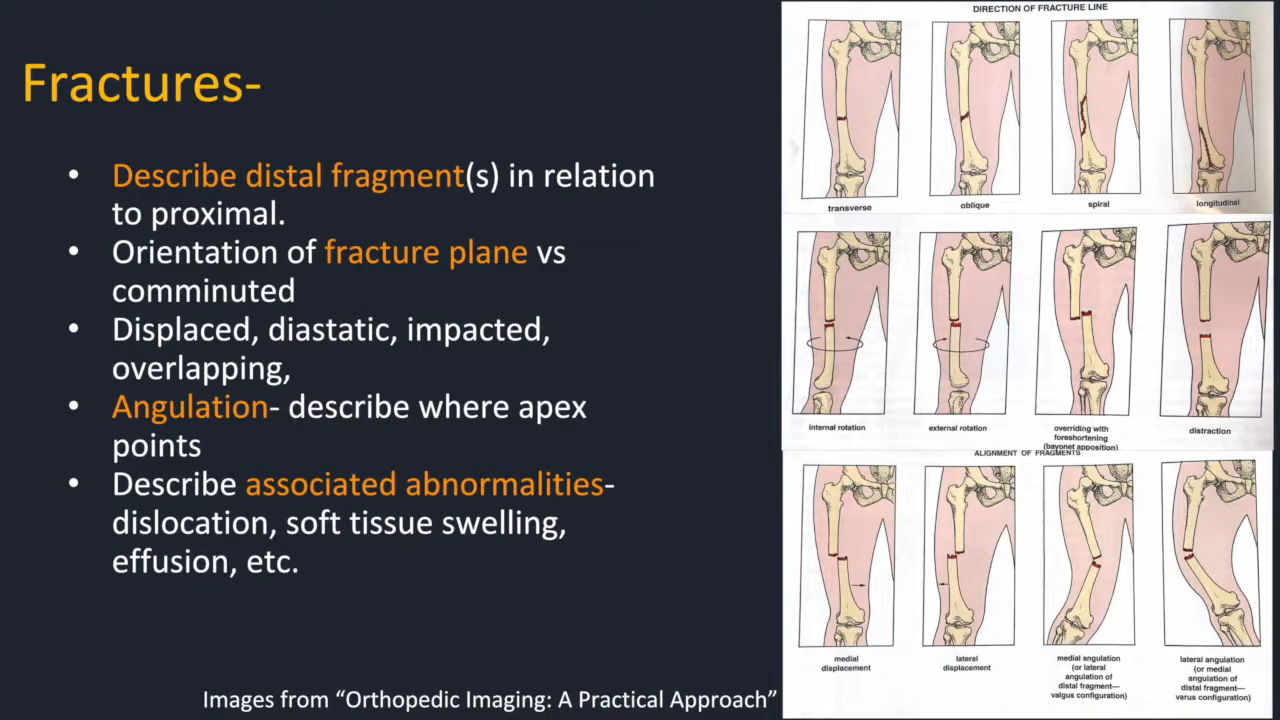 Fractures-
• Describe distal fragment(s) in relation
to proximal.
• Orientation of fracture plane vs
comminuted
• Displaced, diastatic, impacted,
overlapping,
• Angulation- describe where apex
points
• Describe associated abnormalities-
dislocation, soft tissue swelling,
effusion, etc.
Images from “Orthopedic Imaging: A Practical Approach”
DIRECTION OF FRACTURE LINE
transverse
oblique
spiral
longitudinal
internal rotation
external rotation
overriding with
foreshortening
(bayonet apposition)
distraction
ALIGNMENT OF FRAGMENTS
medial
displacement
lateral
displacement
medial angulation
(or lateral
angulation of
distal fragment—
valgus configuration)
lateral angulation
(or medial
angulation of
distal fragment—
varus configuration)